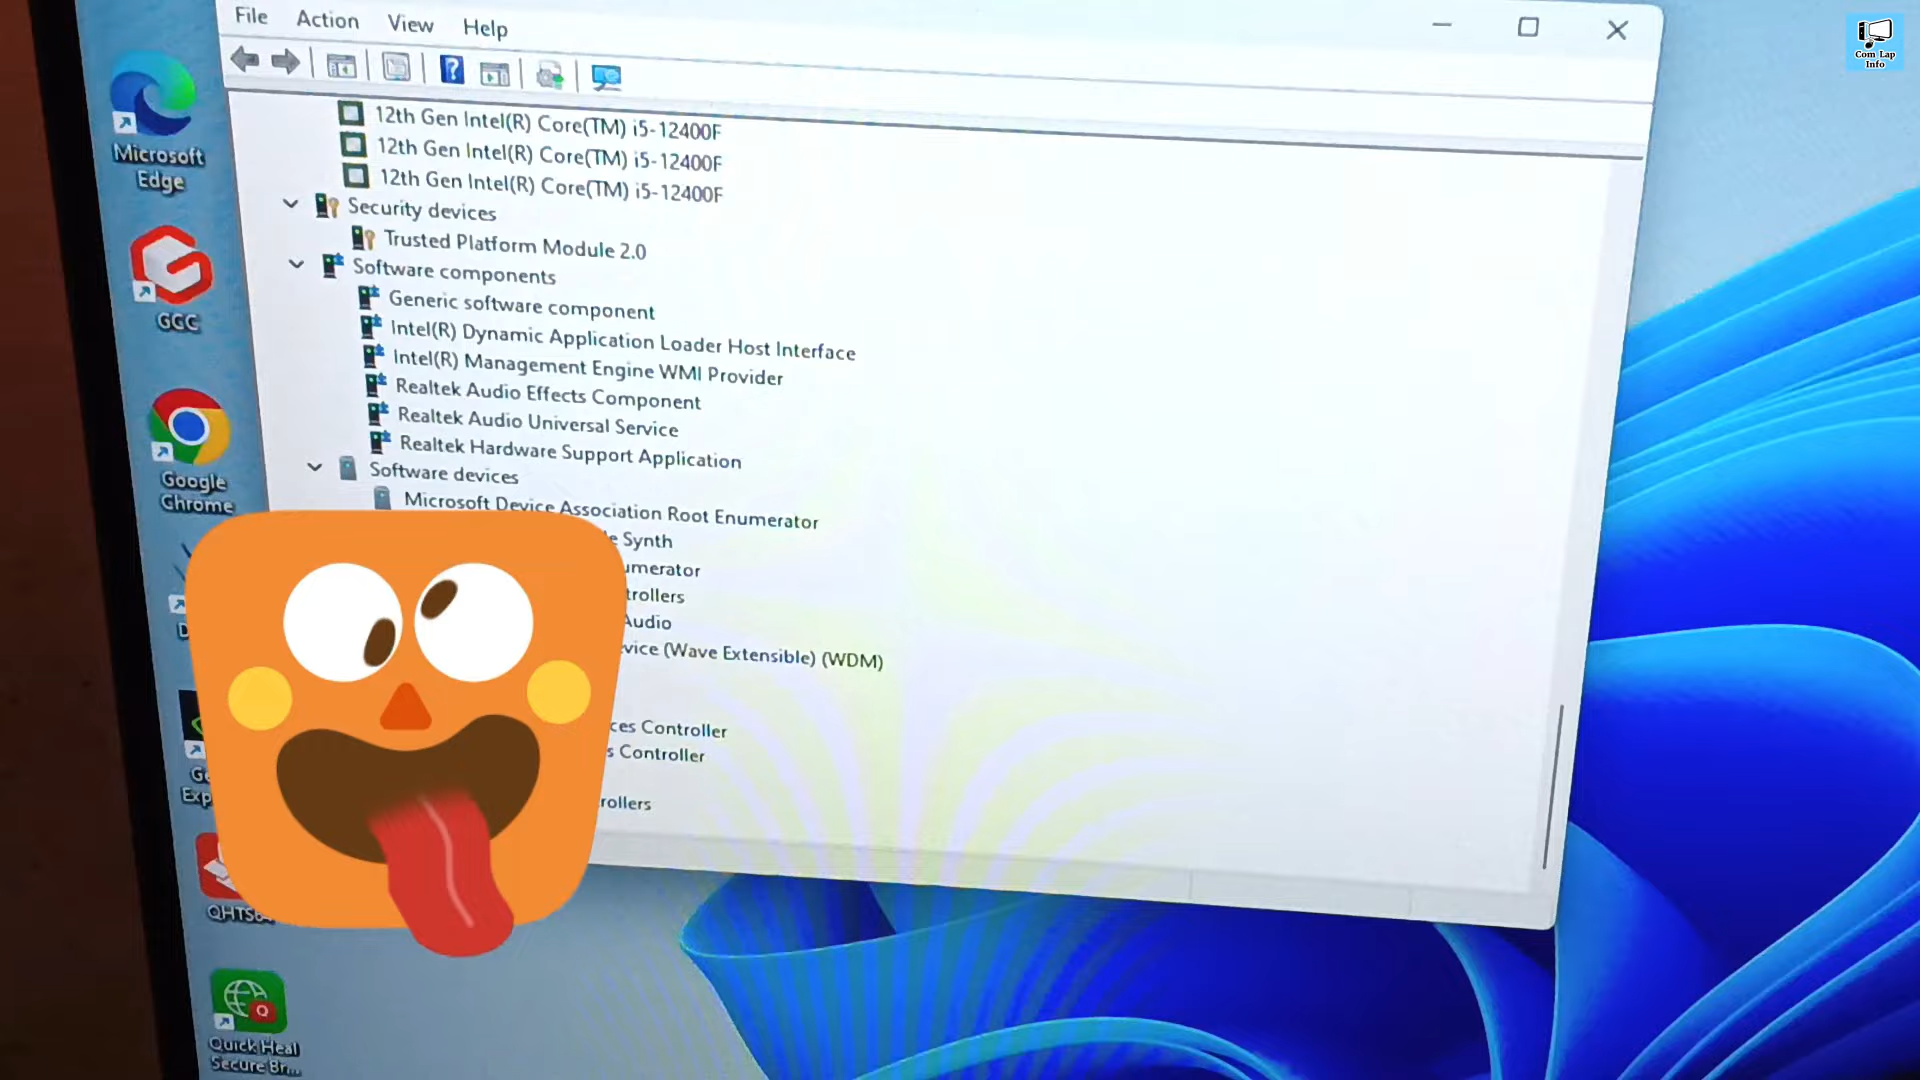 File Action View Help
Com Lap
Info
12th Gen Intel(R) Core(TM) i5-12400F
12th Gen Intel(R) Core(TM) i5-12400F
12th Gen Intel(R) Core(TM) i5-12400F
Security devices
Trusted Platform Module 2.0
Software components
Generic software component
Intel(R) Dynamic Application Loader Host Interface
Intel(R) Management Engine WMI Provider
Realtek Audio Effects Component
Realtek Audio Universal Service
Realtek Hardware Support Application
Software devices
Microsoft Device Association Root Enumerator
Synth
umerator
trollers
Audio
vice (Wave Extensible) (WDM)
ces Controller
s Controller
rollers
Microsoft
Edge
GGC
Google
Chrome
Quick Heal
Secure Br...